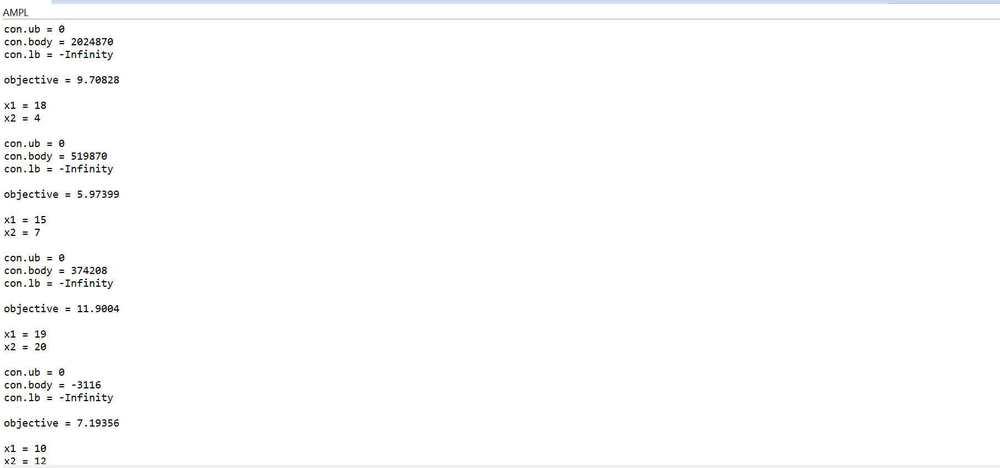 AMPL
con.ub = 0
con.body = 2024870
con.lb = -Infinity
objective = 9.70828
x1 = 18
x2 = 4
con.ub = 0
con.body = 519870
con.lb = -Infinity
objective = 5.97399
x1 = 15
x2 = 7
con.ub = 0
con.body = 374208
con.lb = -Infinity
objective = 11.9004
x1 = 19
x2 = 20
con.ub = 0
con.body = -3116
con.lb = -Infinity
objective = 7.19356
x1 = 10
x2 = 12